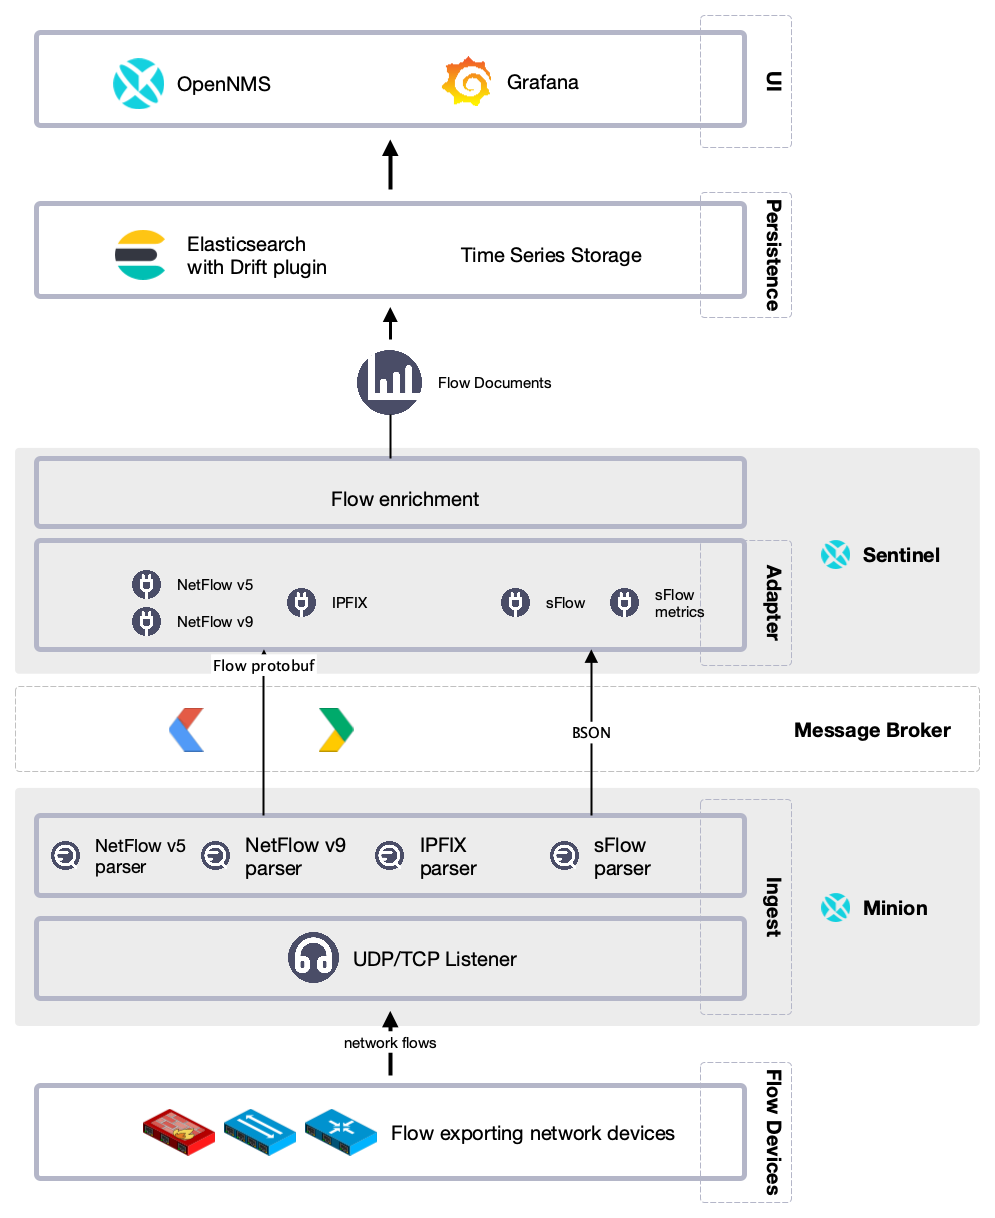 OpenNMS
Grafana
UI
Elasticsearch
with Drift plugin
Time Series Storage
Persistence
Flow Documents
Flow enrichment
Sentinel
NetFlow v5
NetFlow v9
IPFIX
sFlow
sFlow
metrics
Adapter
Flow protobuf
BSON
Message Broker
NetFlow v5
parser
NetFlow v9
parser
IPFIX
parser
sFlow
parser
Ingest
Minion
UDP/TCP Listener
network flows
Flow exporting network devices
Flow Devices